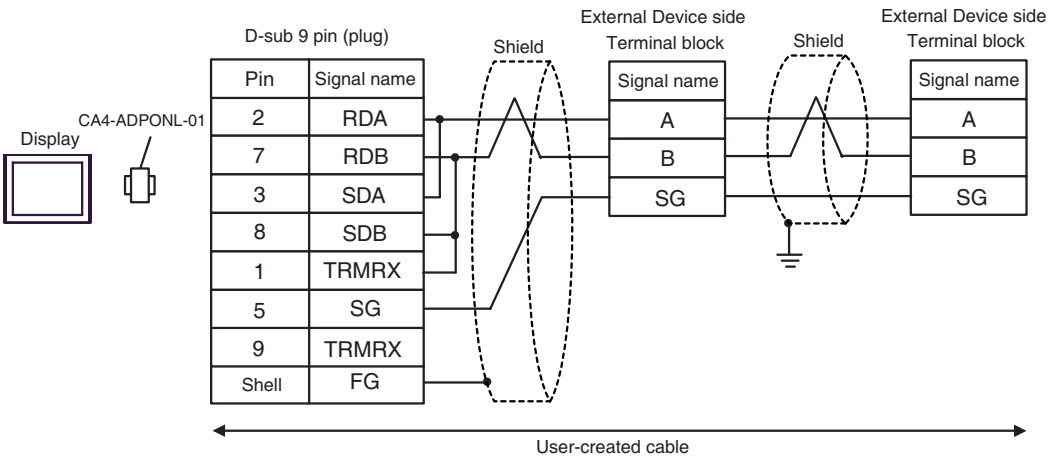 External Device side
External Device side
D-sub 9 pin (plug)
Shield
Terminal block
Shield
Terminal block
Pin
Signal name
Signal name
Signal name
CA4-ADPONL-01
Display
2
RDA
A
A
7
RDB
B
B
3
SDA
SG
SG
8
SDB
1
TRMRX
5
SG
9
TRMRX
Shell
FG
User-created cable